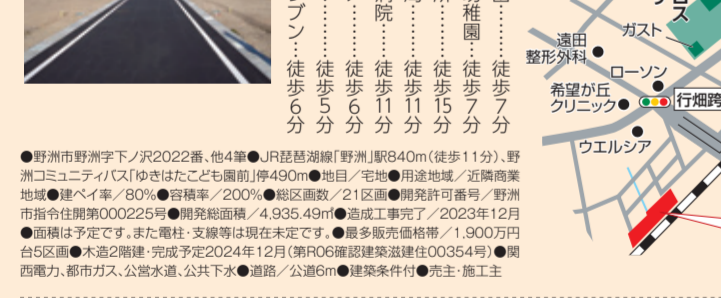 園……徒歩7分
稚園…徒歩7分
……徒歩15分
……徒歩11分
院……徒歩11分
……徒歩6分
……徒歩5分
ブン…徒歩6分
ガスト
遠田
整形外科
ローソン
希望が丘
クリニック
行畑跨
ウエルシア
●野洲市野洲字下ノ沢2022番、他4筆●JR琵琶湖線「野洲」駅840m(徒歩11分)、野
洲コミュニティバス「ゆきはたこども園前」停490m●地目/宅地●用途地域/近隣商業
地域●建ペイ率/80%●容積率/200%●総区画数/21区画●開発許可番号/野洲
市指令住開第000225号●開発総面積/4,935.49㎡●造成工事完了/2023年12月
●面積は予定です。また電柱・支線等は現在未定です。●最多販売価格帯/1,900万円
台5区画●木造2階建・完成予定2024年12月(第R06確認建築滋建住00354号)●関
西電力、都市ガス、公営水道、公共下水●道路/公道6m●建築条件付●売主・施工主